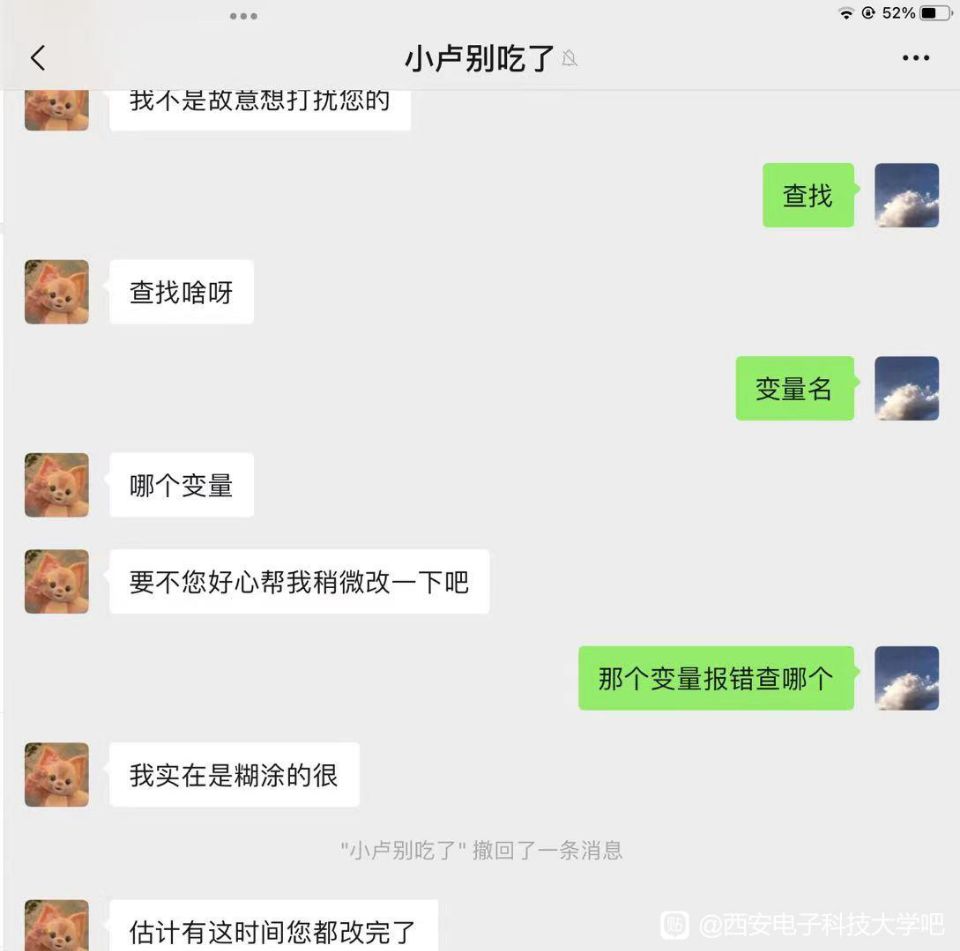 52%
小卢别吃了
我不是故意想打扰您的
查找
查找啥呀
变量名
哪个变量
要不您好心帮我稍微改一下吧
那个变量报错查哪个
我实在是糊涂的很
"小卢别吃了" 撤回了一条消息
估计有这时间您都改完了
贴 @西安电子科技大学吧